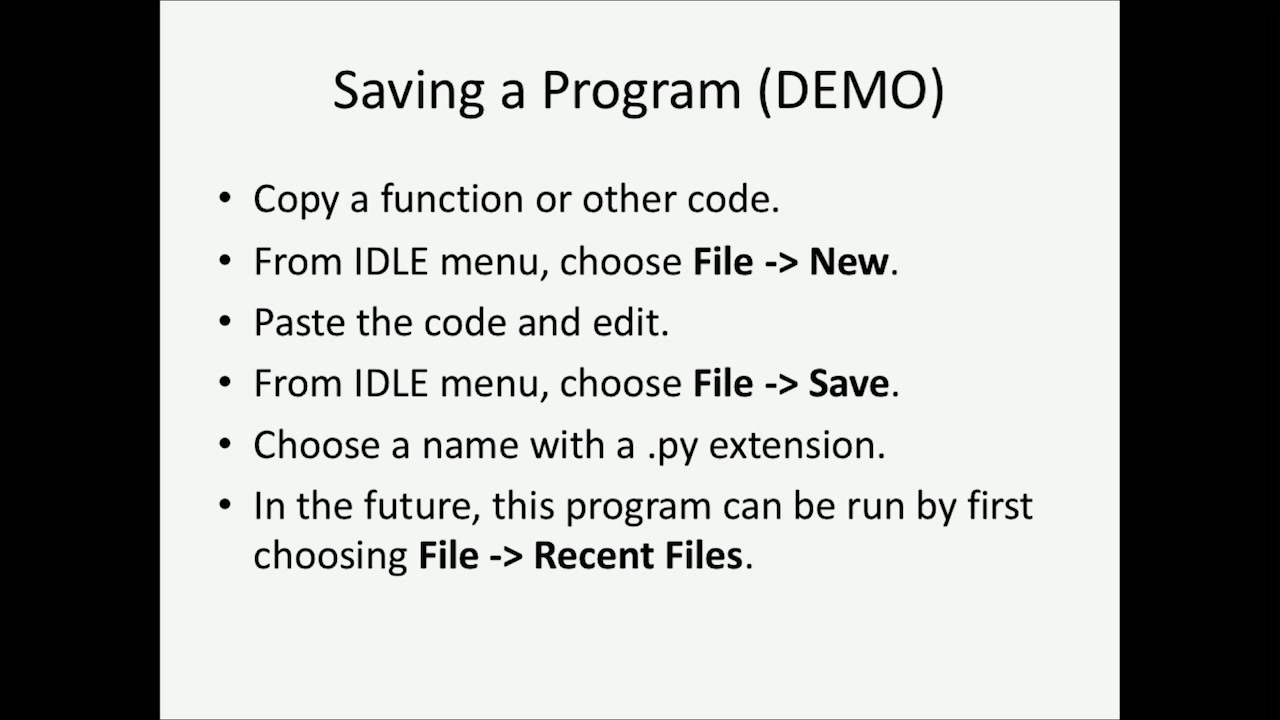 Saving a Program (DEMO)
• Copy a function or other code.
• From IDLE menu, choose File -> New.
• Paste the code and edit.
• From IDLE menu, choose File -> Save.
• Choose a name with a .py extension.
• In the future, this program can be run by first
choosing File -> Recent Files.